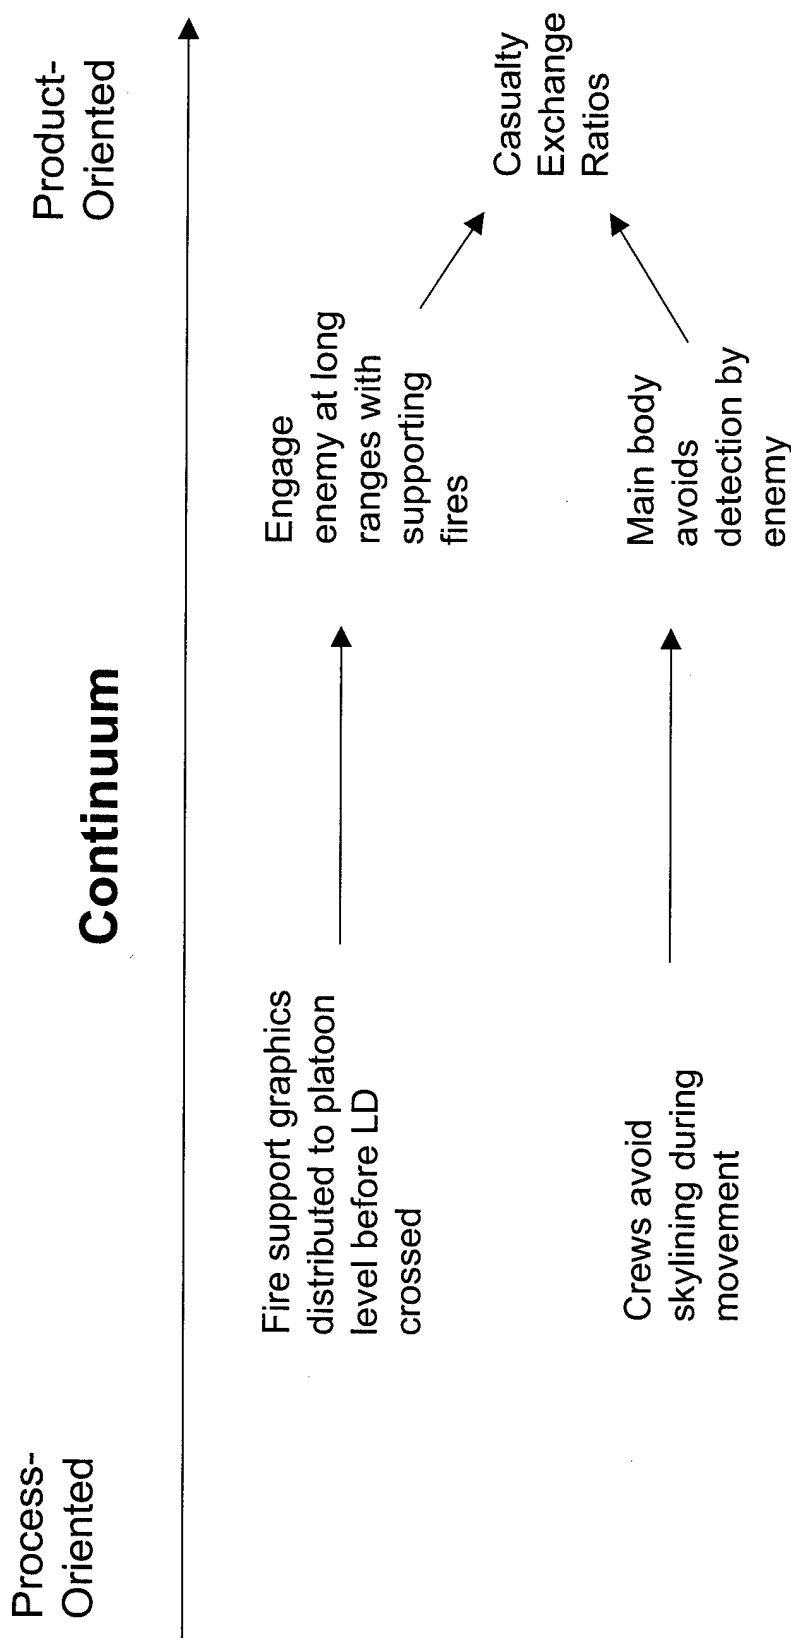 Process-
Oriented
Continuum
Product-
Oriented
Fire support graphics
distributed to platoon
level before LD
crossed
Engage
enemy at long
ranges with
supporting
fires
Casualty
Exchange
Ratios
Crews avoid
skylining during
movement
Main body
avoids
detection by
enemy